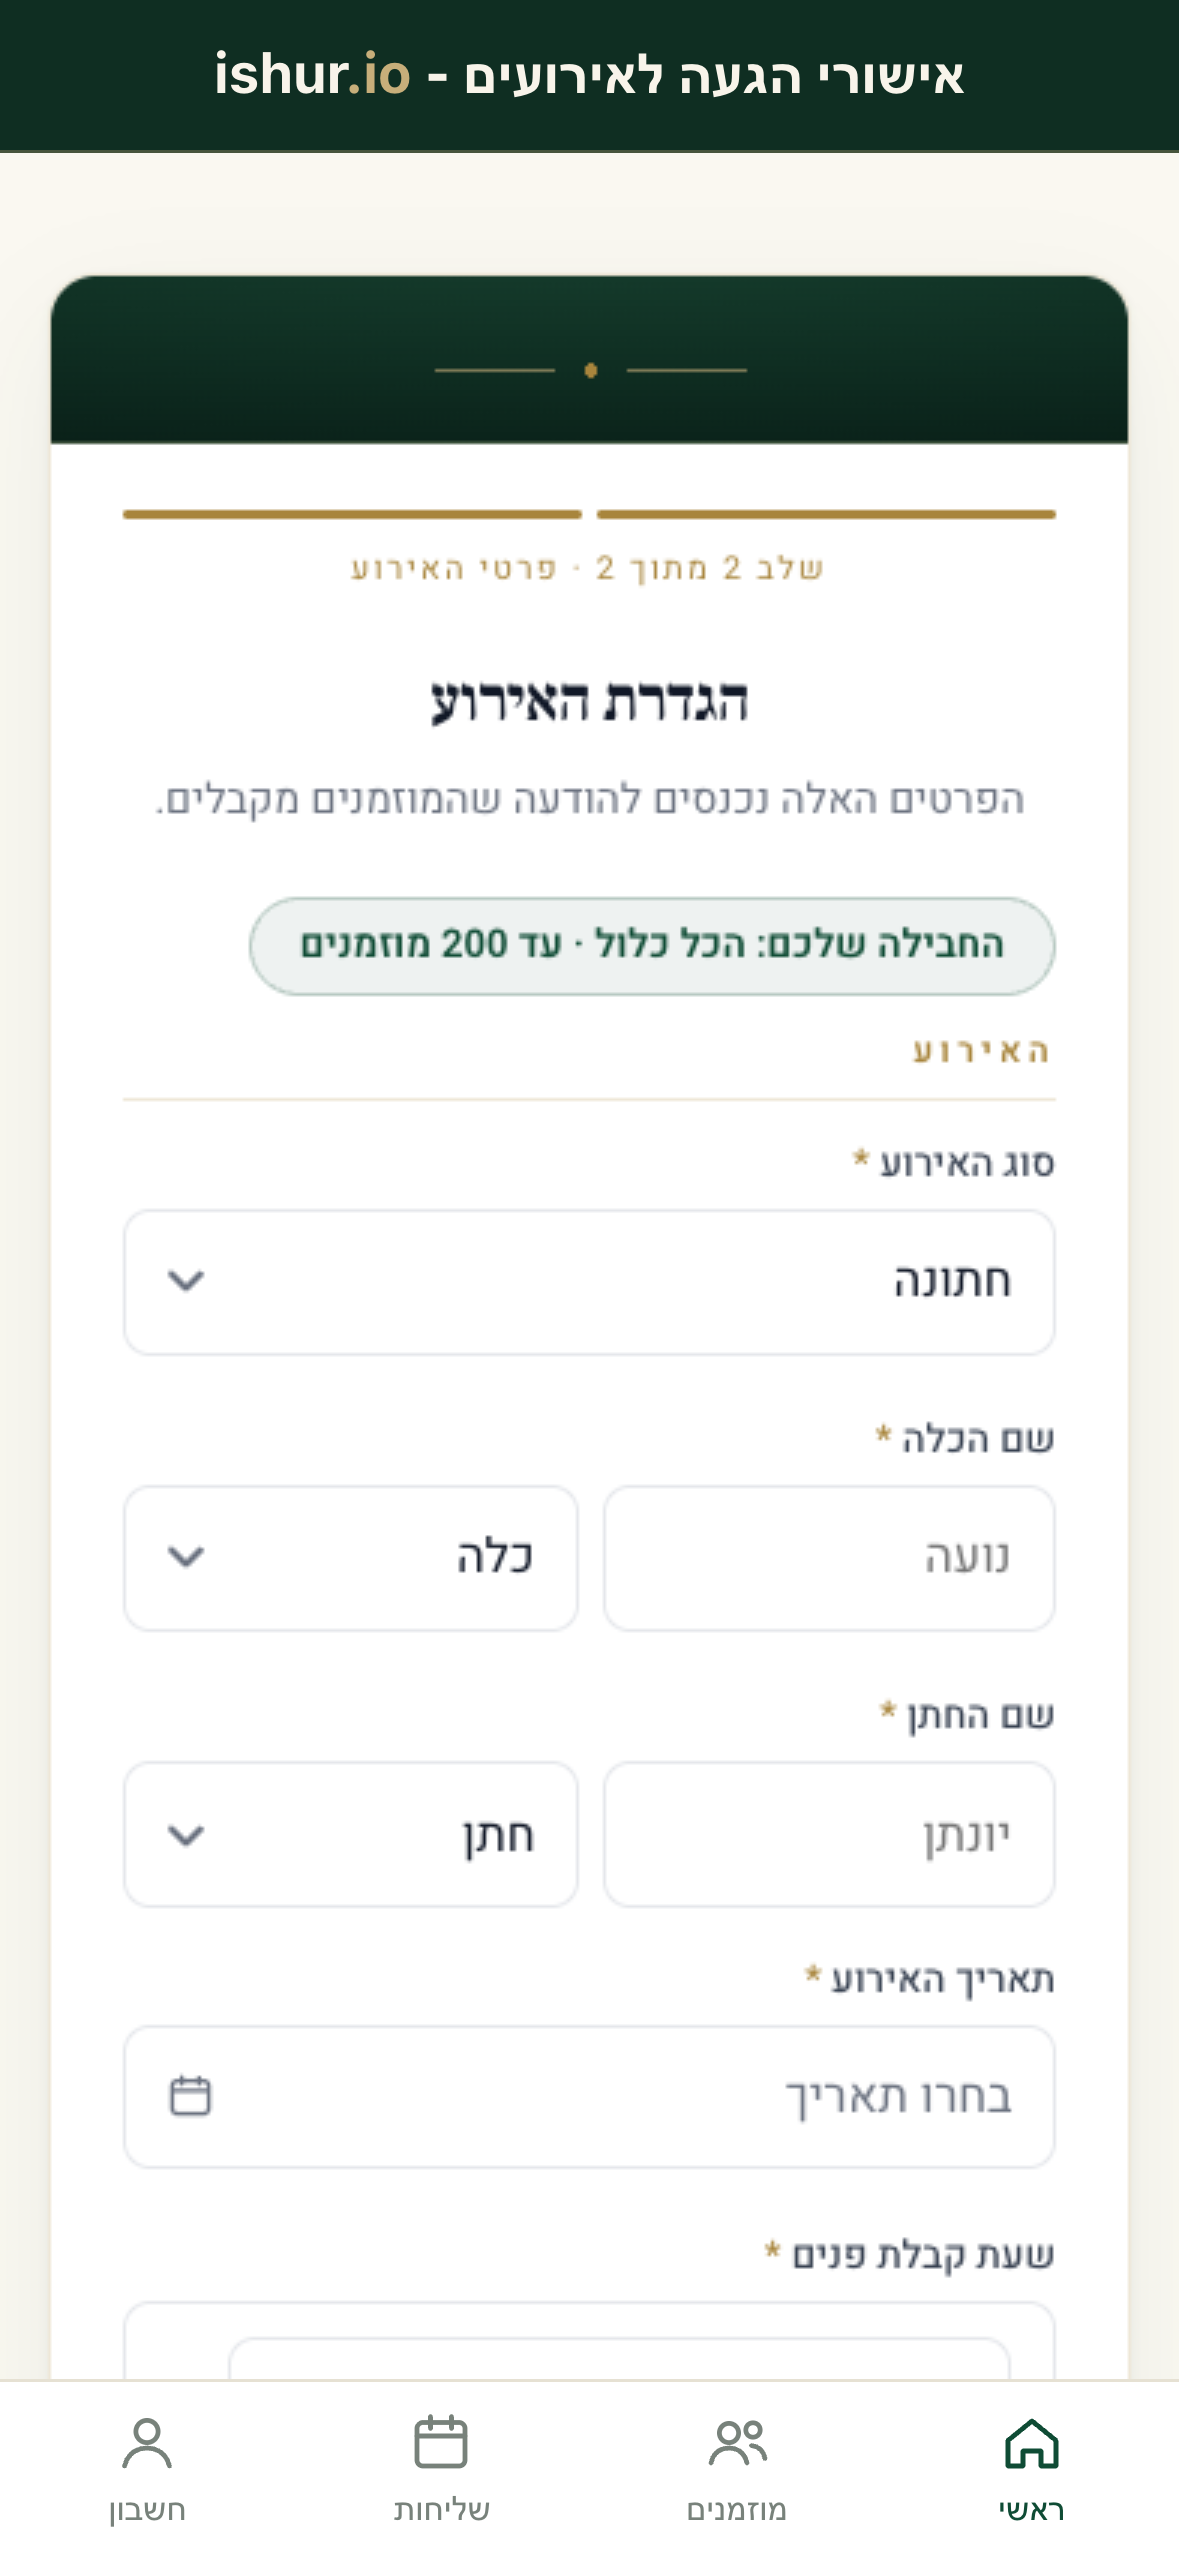 אישורי הגעה לאירועים - ishur.io
שלב 2 מתוך 2 · פרטי האירוע
הגדרת האירוע
הפרטים האלה נכנסים להודעה שהמוזמנים מקבלים.
החבילה שלכם: הכל כלול · עד 200 מוזמנים
האירוע
סוג האירוע *
חתונה
שם הכלה *
נועה
כלה
שם החתן *
יונתן
חתן
תאריך האירוע *
בחרו תאריך
שעת קבלת פנים *
ראשי
מוזמנים
שליחות
חשבון